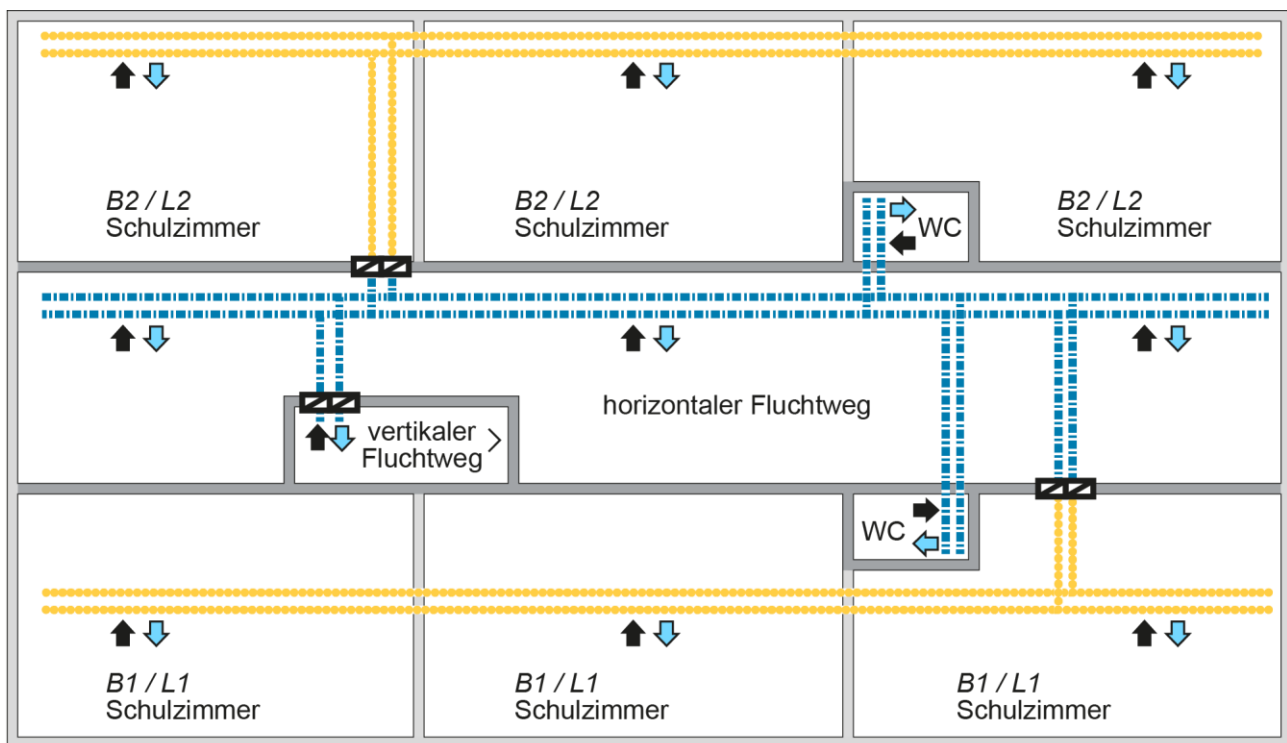 B2 / L2
Schulzimmer
B2 / L2
Schulzimmer
WC
B2 / L2
Schulzimmer
horizontaler Fluchtweg
vertikaler
Fluchtweg
WC
B1 / L1
Schulzimmer
B1 / L1
Schulzimmer
B1 / L1
Schulzimmer